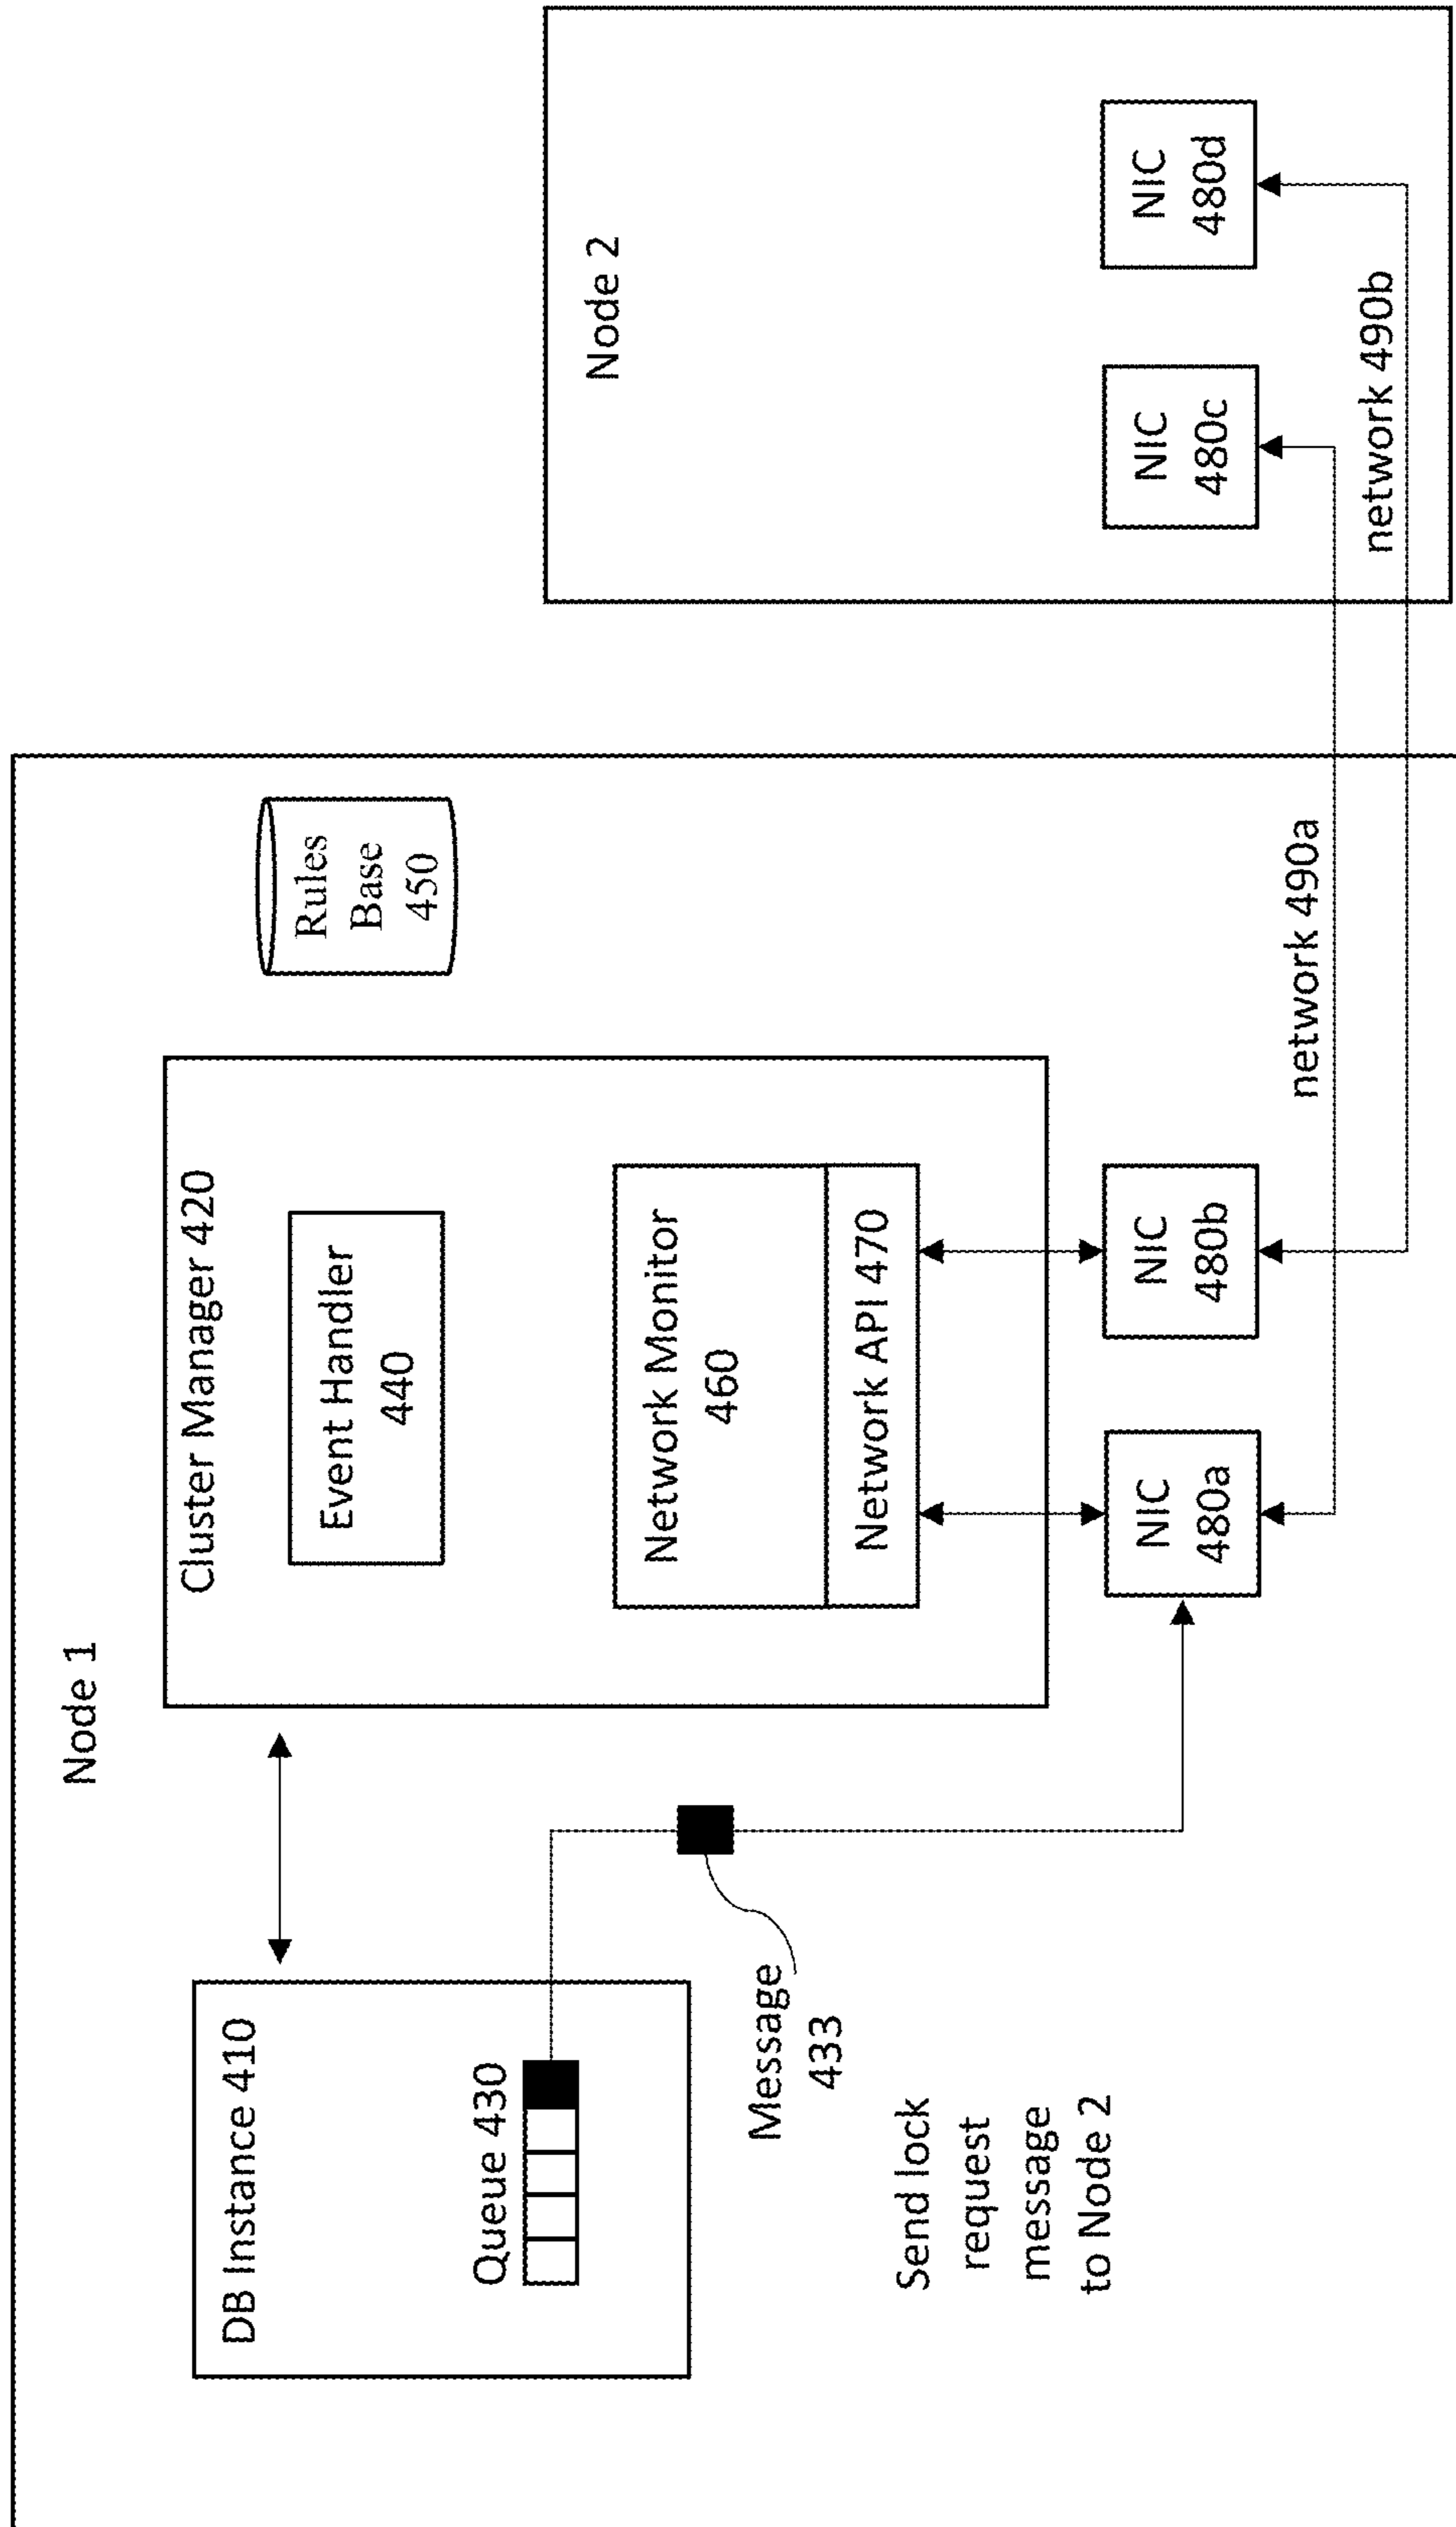 Node 1
DB Instance 410
Queue 430
Message
433
Send lock
request
message
to Node 2
Cluster Manager 420
Event Handler
440
Network Monitor
460
Network API 470
NIC
480a
NIC
480b
Rules
Base
450
network 490a
Node 2
NIC
480c
NIC
480d
network 490b